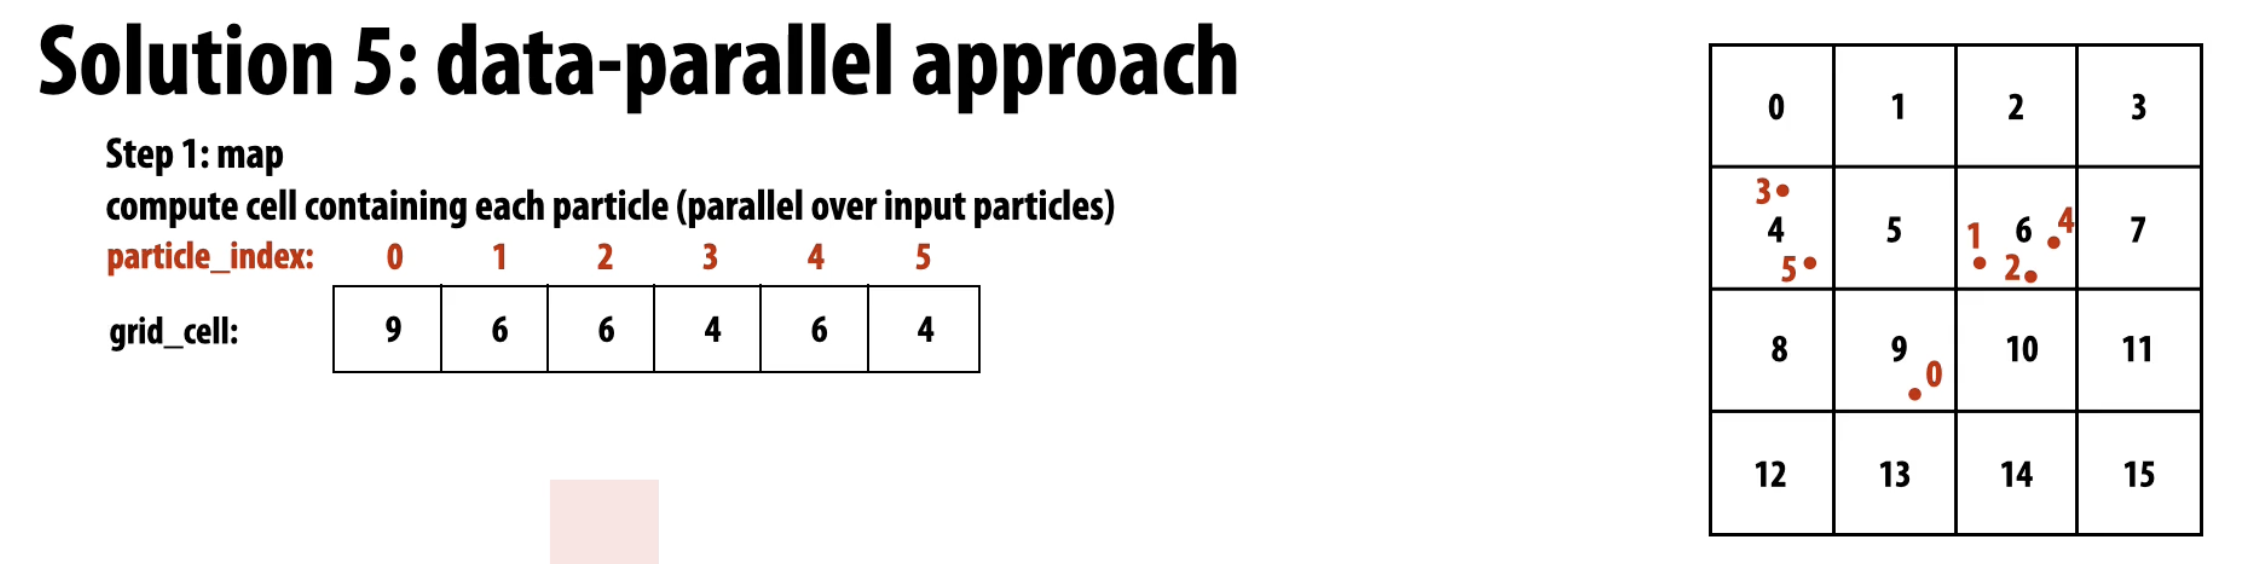 Solution 5: data-parallel approach
Step 1: map
compute cell containing each particle (parallel over input particles)
particle_index: 0 1 2 3 4 5
grid_cell: 9 6 6 4 6 4
0 1 2 3
3
4 5 1 6 4 7
5 2
8 9 10 11
0
12 13 14 15